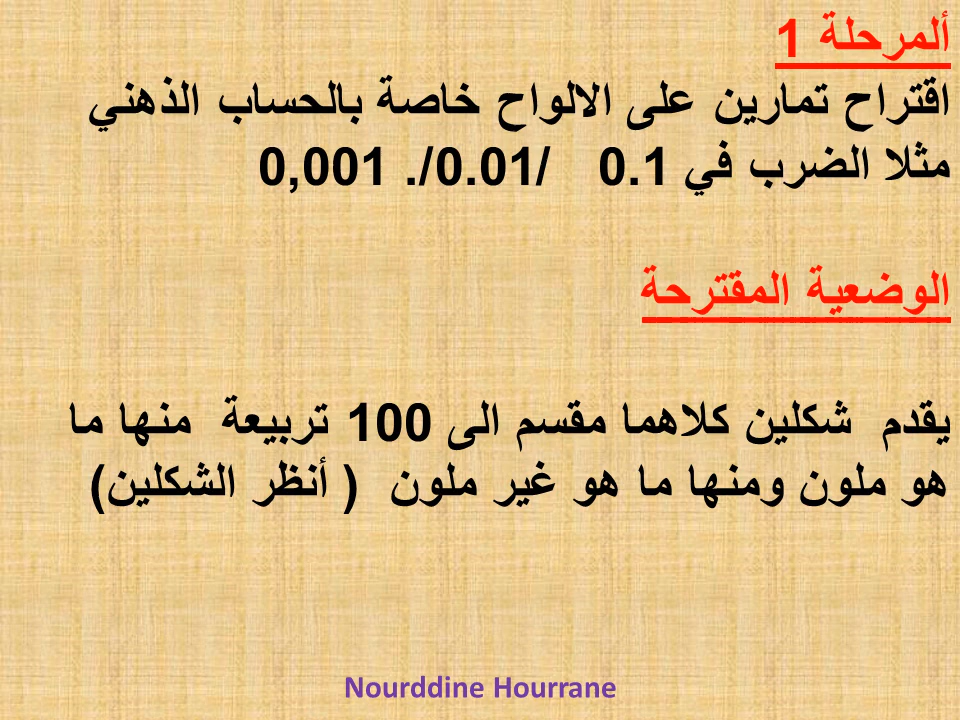 ألمرحلة 1
اقتراح تمارين على الالواح خاصة بالحساب الذهني
مثلا الضرب في 0.1 /0.01/. 0,001
الوضعية المقترحة
يقدم شكلين كلاهما مقسم الى 100 تربيعة منها ما
هو ملون ومنها ما هو غير ملون ( أنظر الشكلين)
Nourddine Hourrane